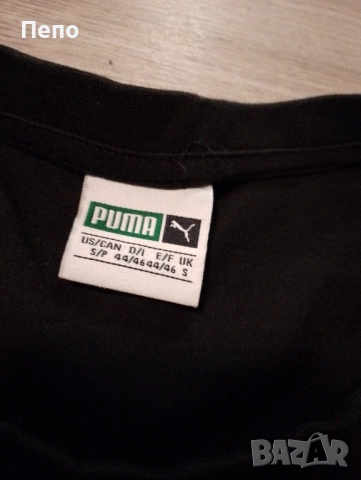 Пепо
PUMA
US/CAN D/I E/F UK
S/P 44/46 44/46 S
BAZAR